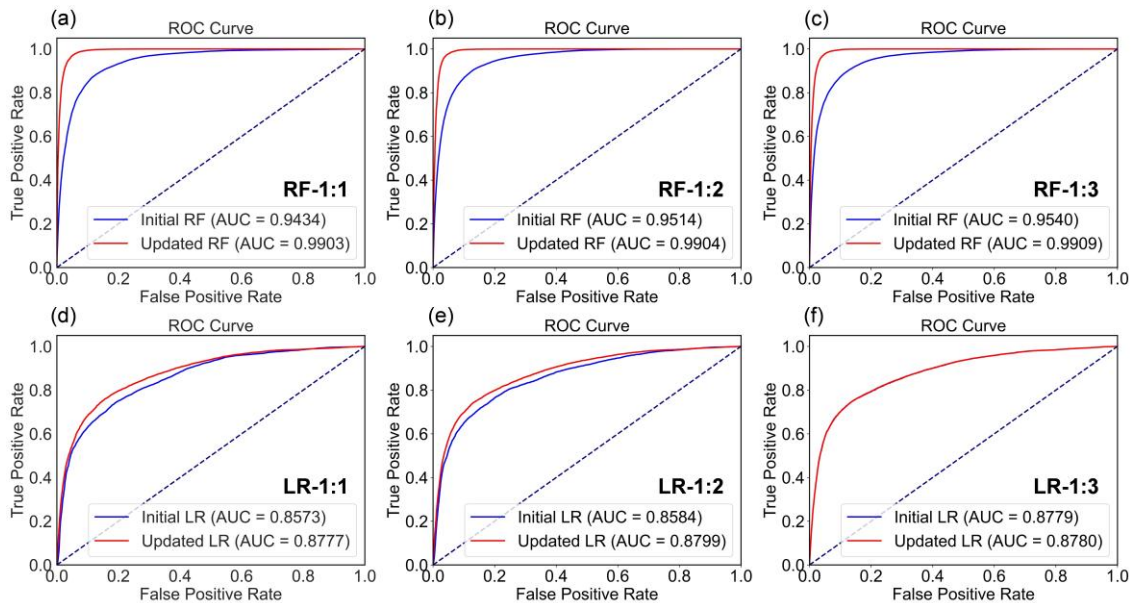 (a)
ROC Curve
True Positive Rate
1.0
0.8
0.6
0.4
0.2
0.0
RF-1:1
Initial RF (AUC = 0.9434)
Updated RF (AUC = 0.9903)
0.0 0.2 0.4 0.6 0.8 1.0
False Positive Rate
(b)
ROC Curve
True Positive Rate
1.0
0.8
0.6
0.4
0.2
0.0
RF-1:2
Initial RF (AUC = 0.9514)
Updated RF (AUC = 0.9904)
0.0 0.2 0.4 0.6 0.8 1.0
False Positive Rate
(c)
ROC Curve
True Positive Rate
1.0
0.8
0.6
0.4
0.2
0.0
RF-1:3
Initial RF (AUC = 0.9540)
Updated RF (AUC = 0.9909)
0.0 0.2 0.4 0.6 0.8 1.0
False Positive Rate
(d)
ROC Curve
True Positive Rate
1.0
0.8
0.6
0.4
0.2
0.0
LR-1:1
Initial LR (AUC = 0.8573)
Updated LR (AUC = 0.8777)
0.0 0.2 0.4 0.6 0.8 1.0
False Positive Rate
(e)
ROC Curve
True Positive Rate
1.0
0.8
0.6
0.4
0.2
0.0
LR-1:2
Initial LR (AUC = 0.8584)
Updated LR (AUC = 0.8799)
0.0 0.2 0.4 0.6 0.8 1.0
False Positive Rate
(f)
ROC Curve
True Positive Rate
1.0
0.8
0.6
0.4
0.2
0.0
LR-1:3
Initial LR (AUC = 0.8779)
Updated LR (AUC = 0.8780)
0.0 0.2 0.4 0.6 0.8 1.0
False Positive Rate